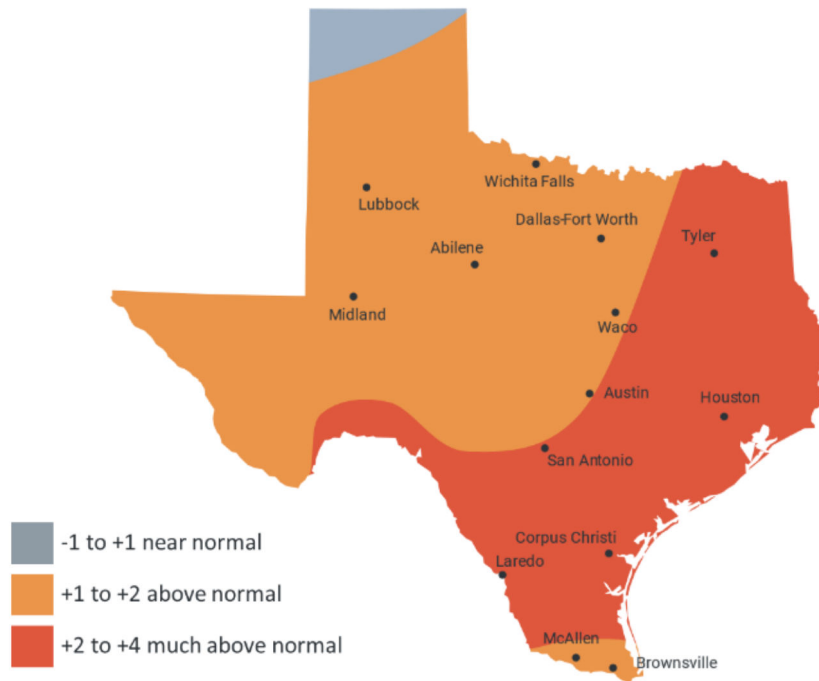 Wichita Falls
Lubbock
Dallas-Fort Worth
Tyler
Abilene
Midland
Waco
Austin
Houston
San Antonio
-1 to +1 near normal
Corpus Christi
Laredo
+1 to +2 above normal
McAllen
+2 to +4 much above normal
Brownsville